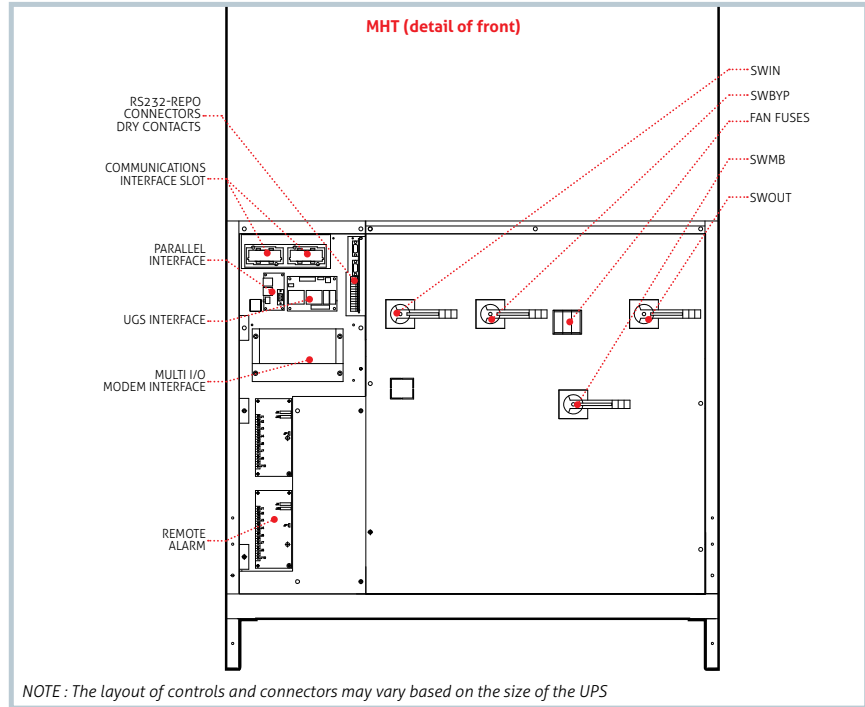 MHT (detail of front)
RS232-REPO
CONNECTORS
DRY CONTACTS
COMMUNICATIONS
INTERFACE SLOT
PARALLEL
INTERFACE
UGS INTERFACE
MULTI I/O
MODEM INTERFACE
REMOTE
ALARM
SWIN
SWBYP
FAN FUSES
SWMB
SWOUT
NOTE : The layout of controls and connectors may vary based on the size of the UPS